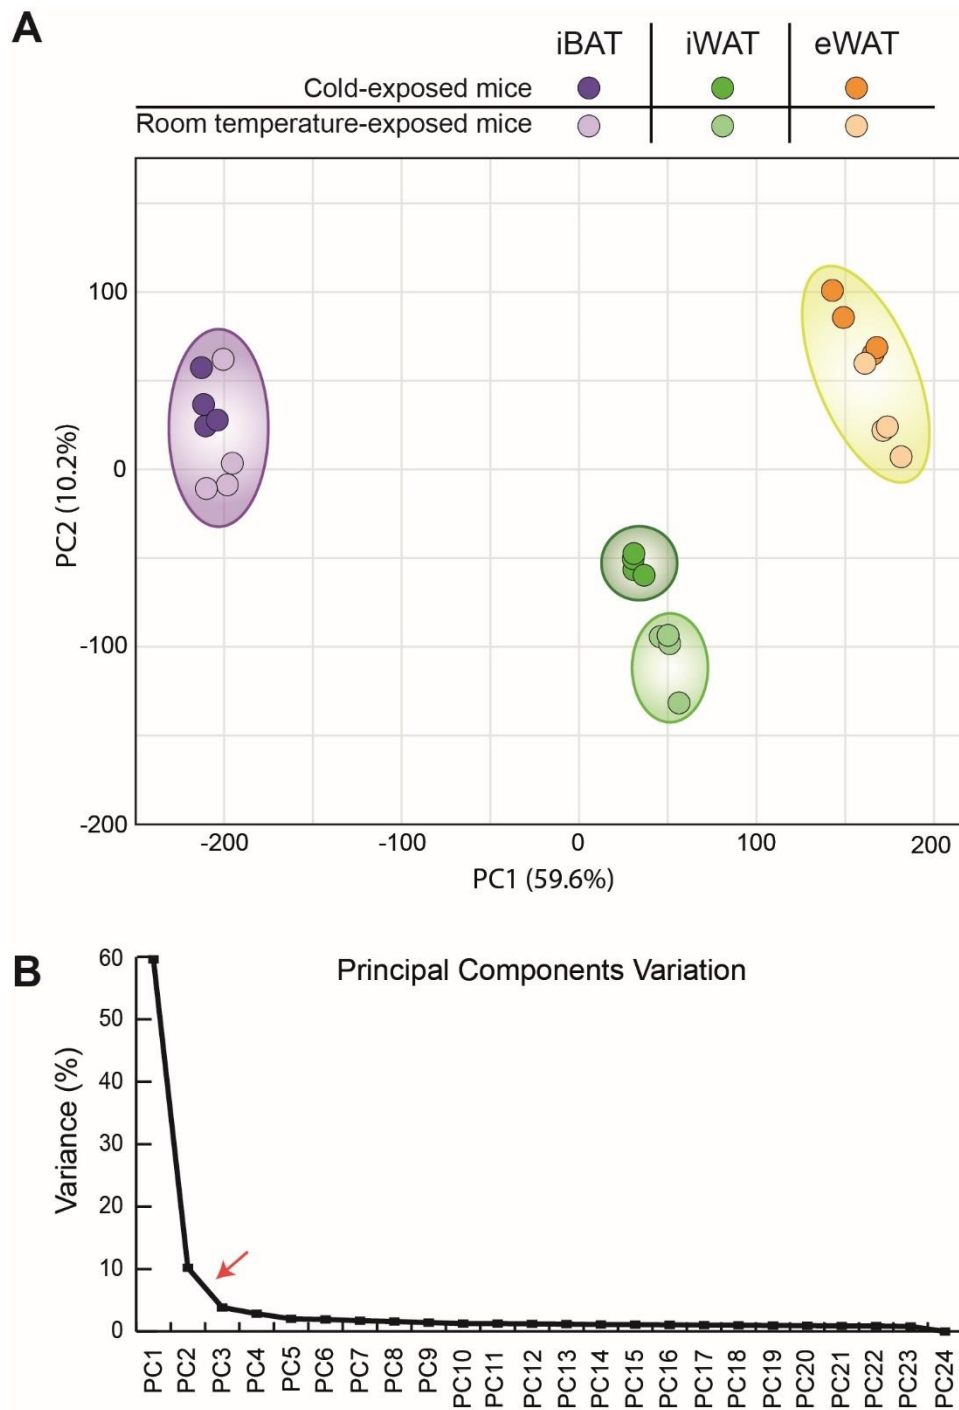 A
iBAT iWAT eWAT
Cold-exposed mice
Room temperature-exposed mice
100
0
-100
-200
PC2 (10.2%)
-200 -100 0 100 200
PC1 (59.6%)
B
Principal Components Variation
60
50
40
30
20
10
0
Variance (%)
PC1 PC2 PC3 PC4 PC5 PC6 PC7 PC8 PC9 PC10 PC11 PC12 PC13 PC14 PC15 PC16 PC17 PC18 PC19 PC20 PC21 PC22 PC23 PC24